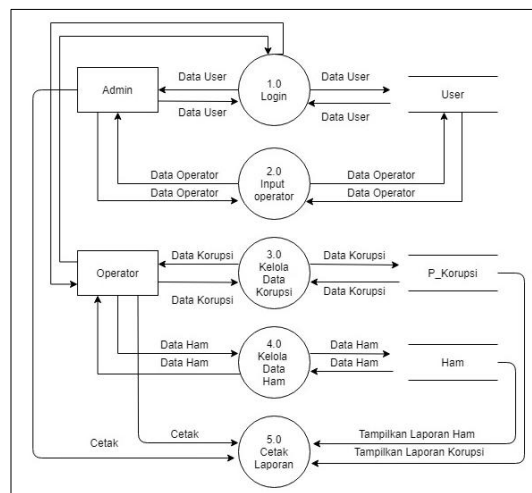 1.0
Login
Data User
Data User
Admin
Data User
Data User
User
2.0
Input
operator
Data Operator
Data Operator
Data Operator
Data Operator
3.0
Kelola
Data
Korupsi
Data Korupsi
Data Korupsi
Operator
Data Korupsi
Data Korupsi
P_Korupsi
4.0
Kelola
Data
Ham
Data Ham
Data Ham
Data Ham
Data Ham
Ham
5.0
Cetak
Laporan
Cetak
Cetak
Tampilkan Laporan Ham
Tampilkan Laporan Korupsi